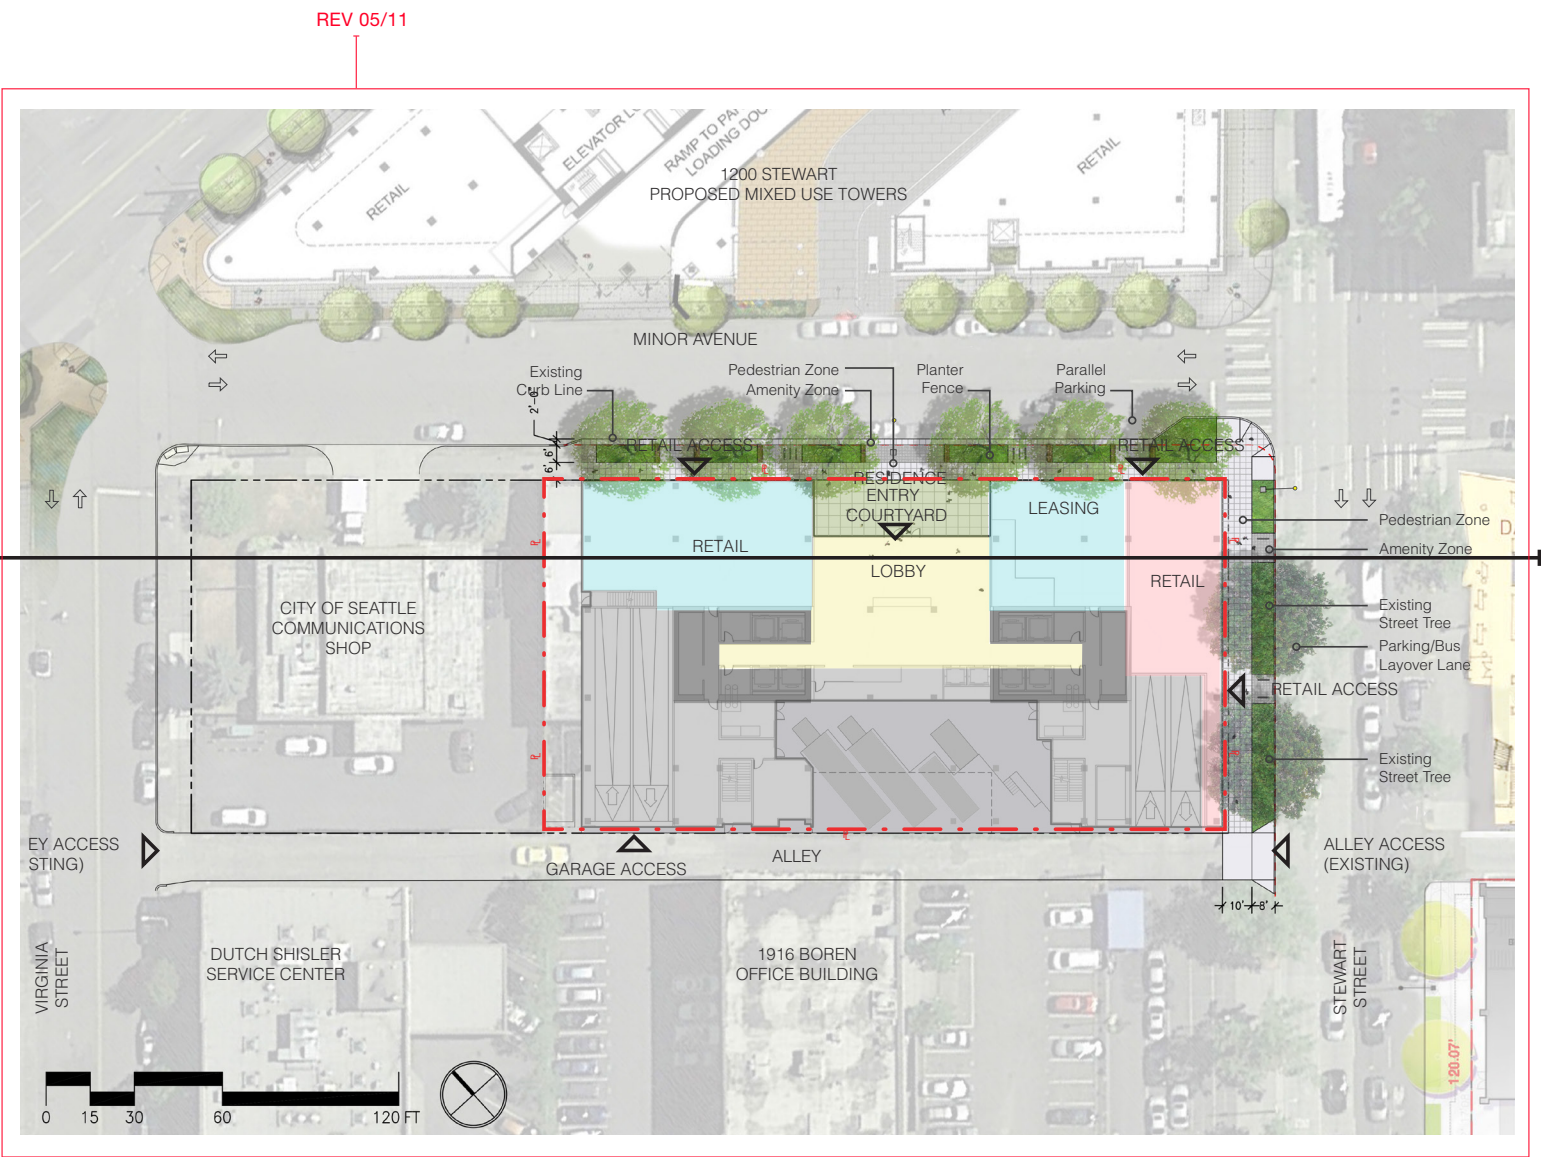 REV 05/11
ELEVATOR L
RAMP TO PA
LOADING DOC
RETAIL
RETAIL
1200 STEWART
PROPOSED MIXED USE TOWERS
MINOR AVENUE
Existing
Curb Line
Pedestrian Zone
Amenity Zone
Planter
Fence
Parallel
Parking
2'-0"
6'
6'
RETAIL ACCESS
RETAIL ACCESS
RESIDENCE
ENTRY
COURTYARD
LEASING
RETAIL
LOBBY
RETAIL
Pedestrian Zone
Amenity Zone
Existing
Street Tree
Parking/Bus
Layover Lane
RETAIL ACCESS
Existing
Street Tree
CITY OF SEATTLE
COMMUNICATIONS
SHOP
EY ACCESS
STING)
GARAGE ACCESS
ALLEY
ALLEY ACCESS
(EXISTING)
10'
8'
VIRGINIA
STREET
DUTCH SHISLER
SERVICE CENTER
1916 BOREN
OFFICE BUILDING
STEWART
STREET
120.07'
0 15 30 60 120 FT